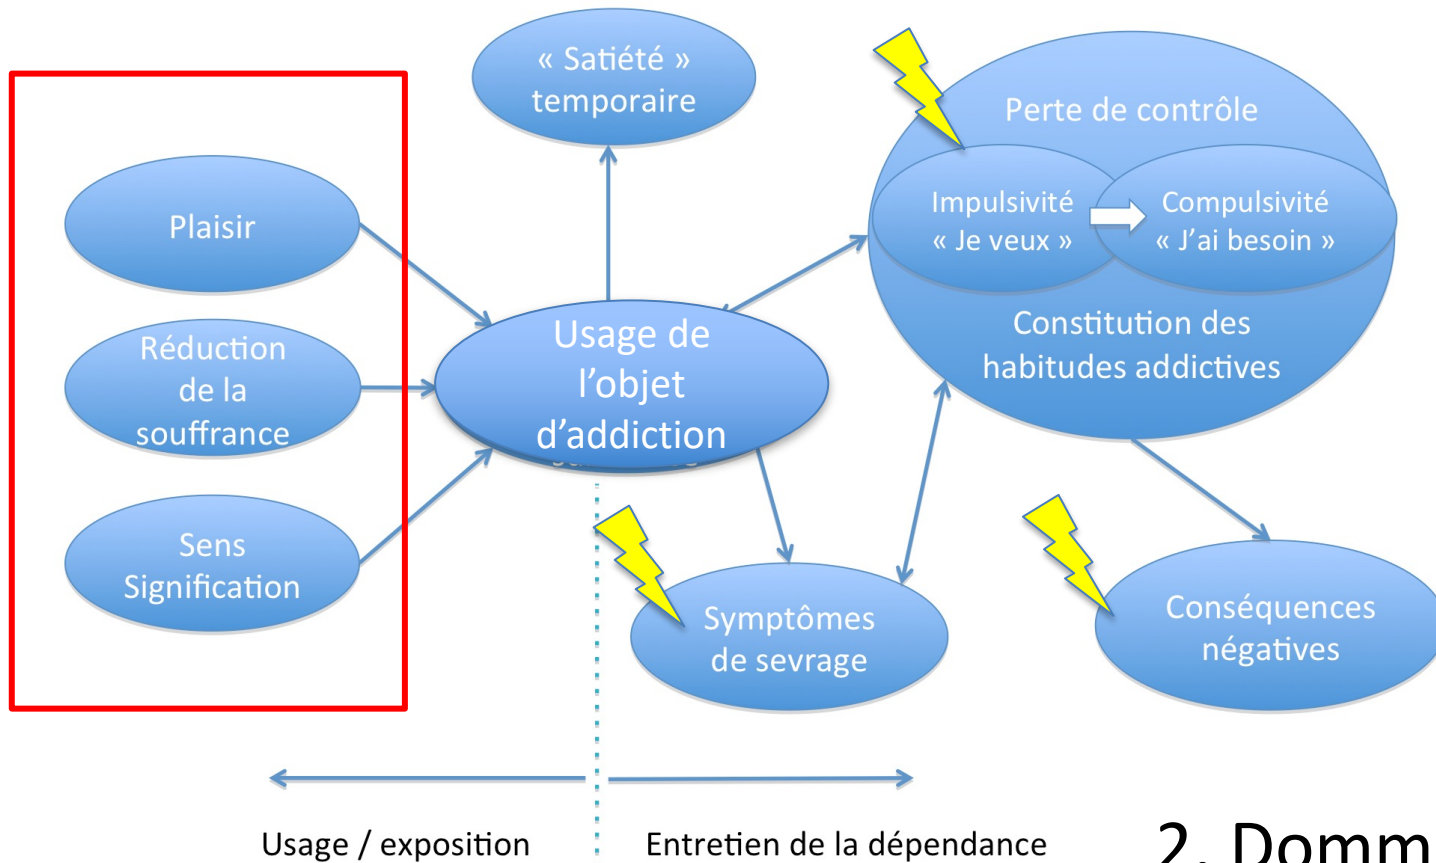 « Satiété »
temporaire
Perte de contrôle
Impulsivité
« Je veux »
Compulsivité
« J'ai besoin »
Constitution des
habitudes addictives
Plaisir
Réduction
de la
souffrance
Sens
Signification
Usage de
l'objet
d'addiction
Symptômes
de sevrage
Conséquences
négatives
Usage / exposition
Entretien de la dépendance
2. Domm